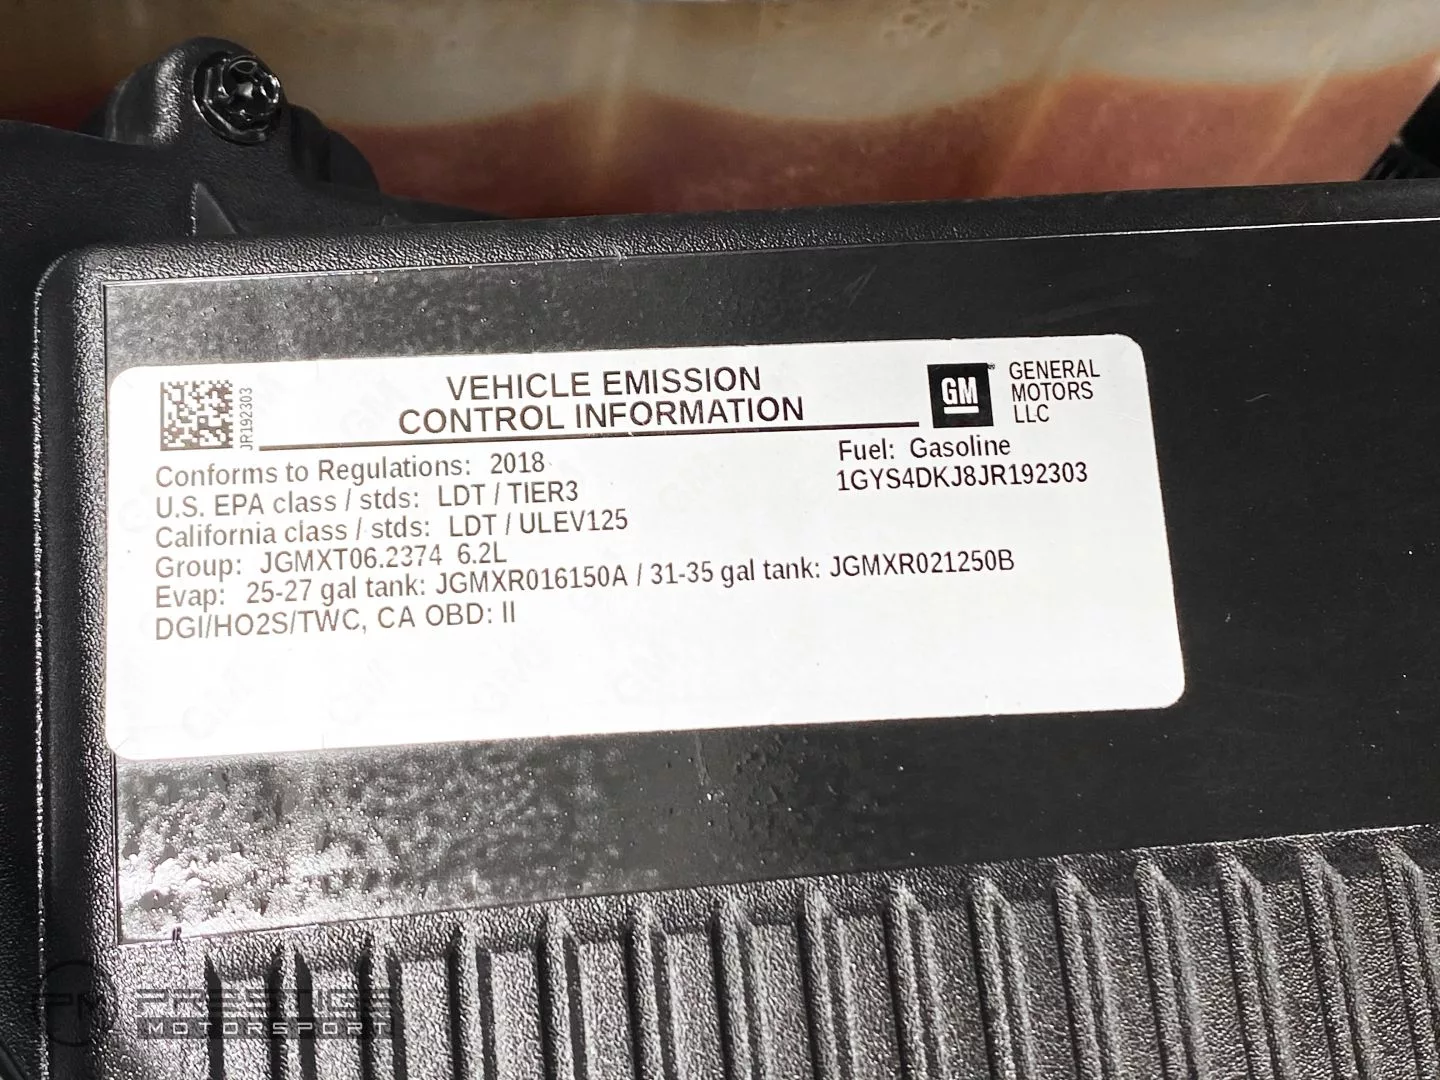 JR192303
VEHICLE EMISSION
CONTROL INFORMATION
GM
GENERAL
MOTORS
LLC
Conforms to Regulations: 2018
U.S. EPA class / stds: LDT / TIER3
California class / stds: LDT / ULEV125
Group: JGMXT06.2374 6.2L
Evap: 25-27 gal tank: JGMXR016150A / 31-35 gal tank: JGMXR021250B
DGI/HO2S/TWC, CA OBD: II
Fuel: Gasoline
1GYS4DKJ8JR192303
PM PRESTIGE
MOTORSPORT